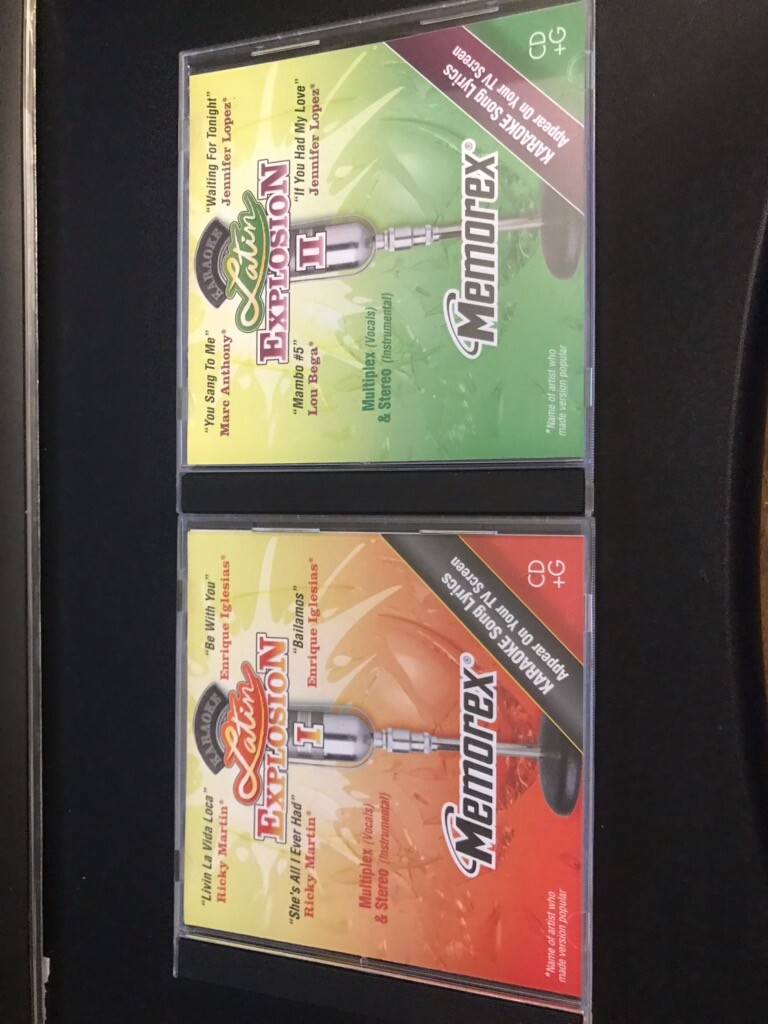 "Livin La Vida Loca"
Ricky Martin*
"She's All I Ever Had"
Ricky Martin*
KARAOKE
Latin
EXPLOSION
I
"Be With You"
Enrique Iglesias*
"Bailamos"
Enrique Iglesias*
Multiplex (Vocals)
& Stereo (Instrumental)
KARAOKE Song Lyrics
Appear On Your TV Screen
Memorex®
*Name of artist who
made version popular
CD
+G
"You Sang To Me"
Marc Anthony*
"Mambo #5"
Lou Bega*
KARAOKE
Latin
EXPLOSION
II
"Waiting For Tonight"
Jennifer Lopez*
"If You Had My Love"
Jennifer Lopez*
Multiplex (Vocals)
& Stereo (Instrumental)
KARAOKE Song Lyrics
Appear On Your TV Screen
Memorex®
*Name of artist who
made version popular
CD
+G